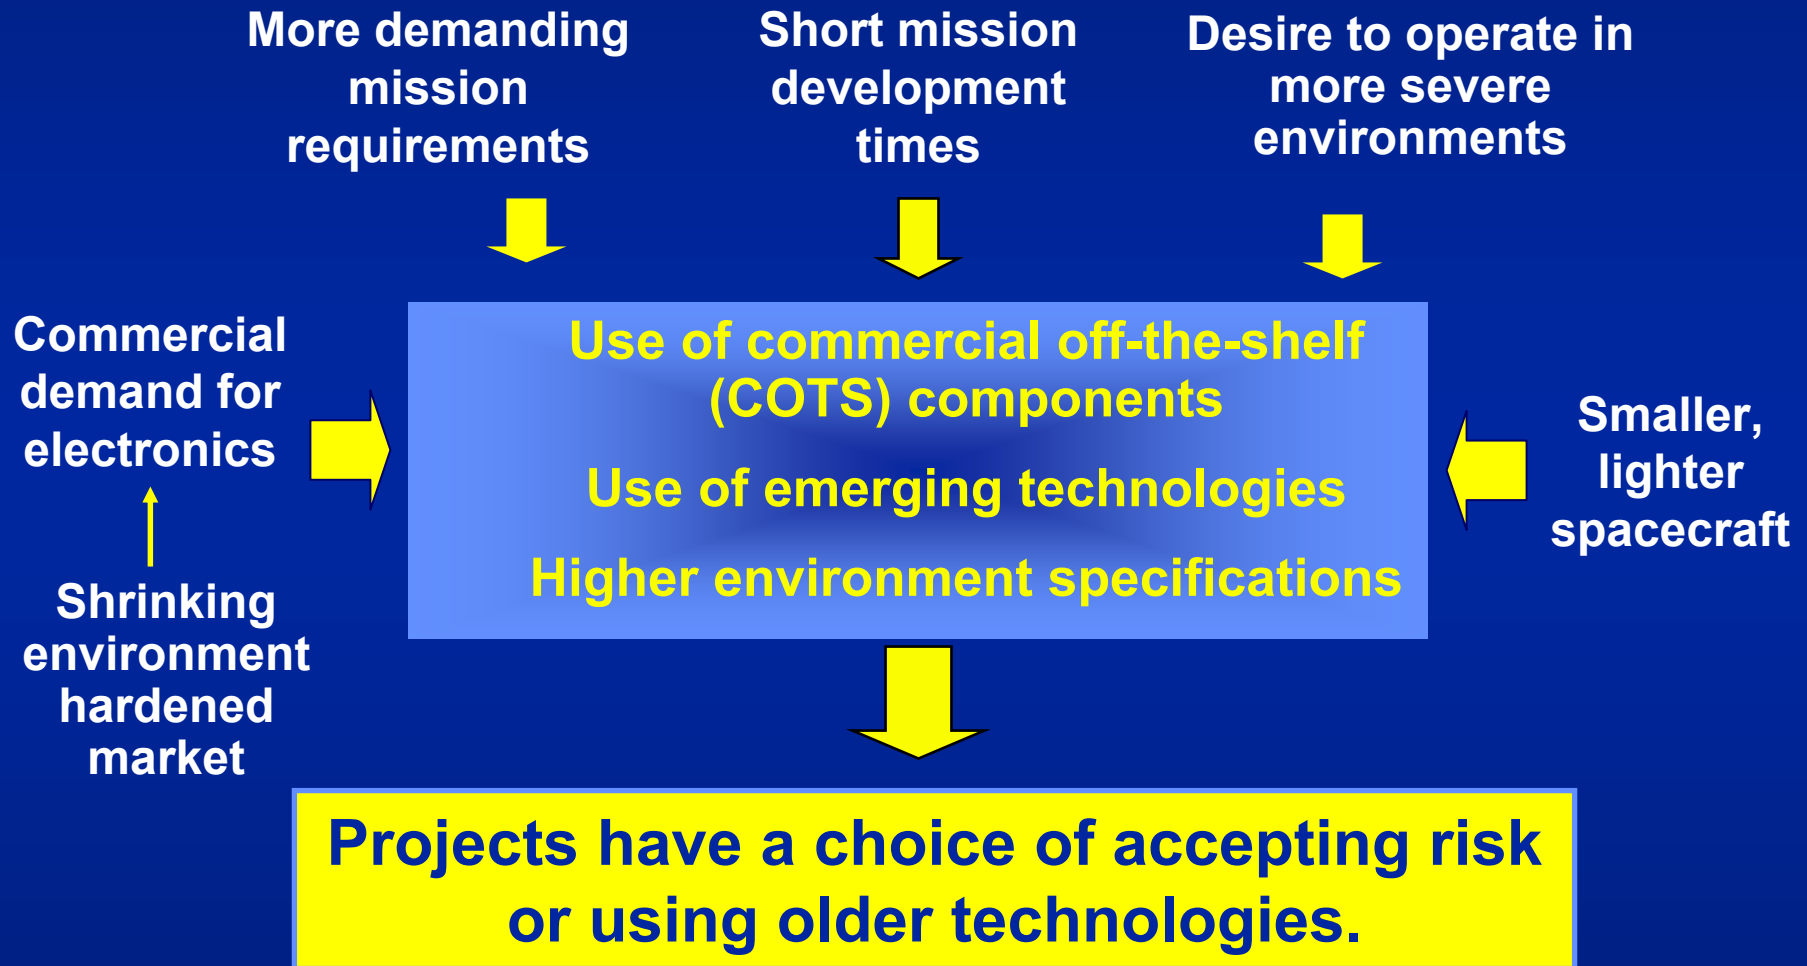 More demanding
mission
requirements
Short mission
development
times
Desire to operate in
more severe
environments
Commercial
demand for
electronics
Shrinking
environment
hardened
market
Use of commercial off-the-shelf
(COTS) components
Use of emerging technologies
Higher environment specifications
Smaller,
lighter
spacecraft
Projects have a choice of accepting risk
or using older technologies.